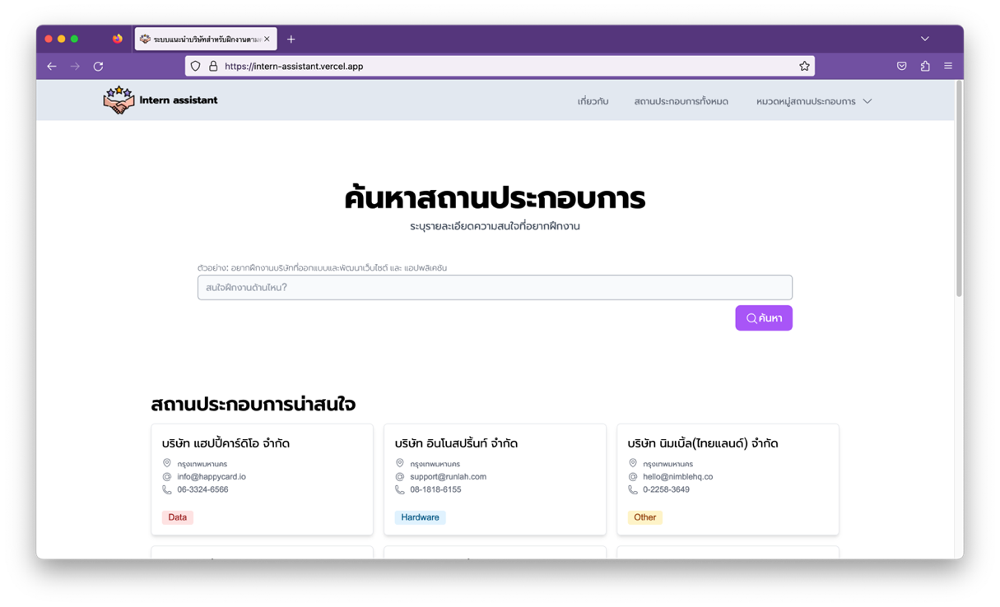 ระบบแนะนำบริษัทสำหรับฝึกงานตาม
https://intern-assistant.vercel.app
Intern assistant
เกี่ยวกับ
สถานประกอบการทั้งหมด
หมวดหมู่สถานประกอบการ
ค้นหาสถานประกอบการ
ระบุรายละเอียดความสนใจที่อยากฝึกงาน
ตัวอย่าง: อยากฝึกงานบริษัทที่ออกแบบและพัฒนาเว็บไซต์ และ แอปพลิเคชัน
สนใจฝึกงานด้านไหน?
ค้นหา
สถานประกอบการน่าสนใจ
บริษัท แฮปปี้คาร์ดิโอ จำกัด
กรุงเทพมหานคร
info@happycard.io
06-3324-6566
Data
บริษัท อินโนสปริ้นท์ จำกัด
กรุงเทพมหานคร
support@runlah.com
08-1818-6155
Hardware
บริษัท นิมเบิ้ล(ไทยแลนด์) จำกัด
กรุงเทพมหานคร
hello@nimblehq.co
0-2258-3649
Other